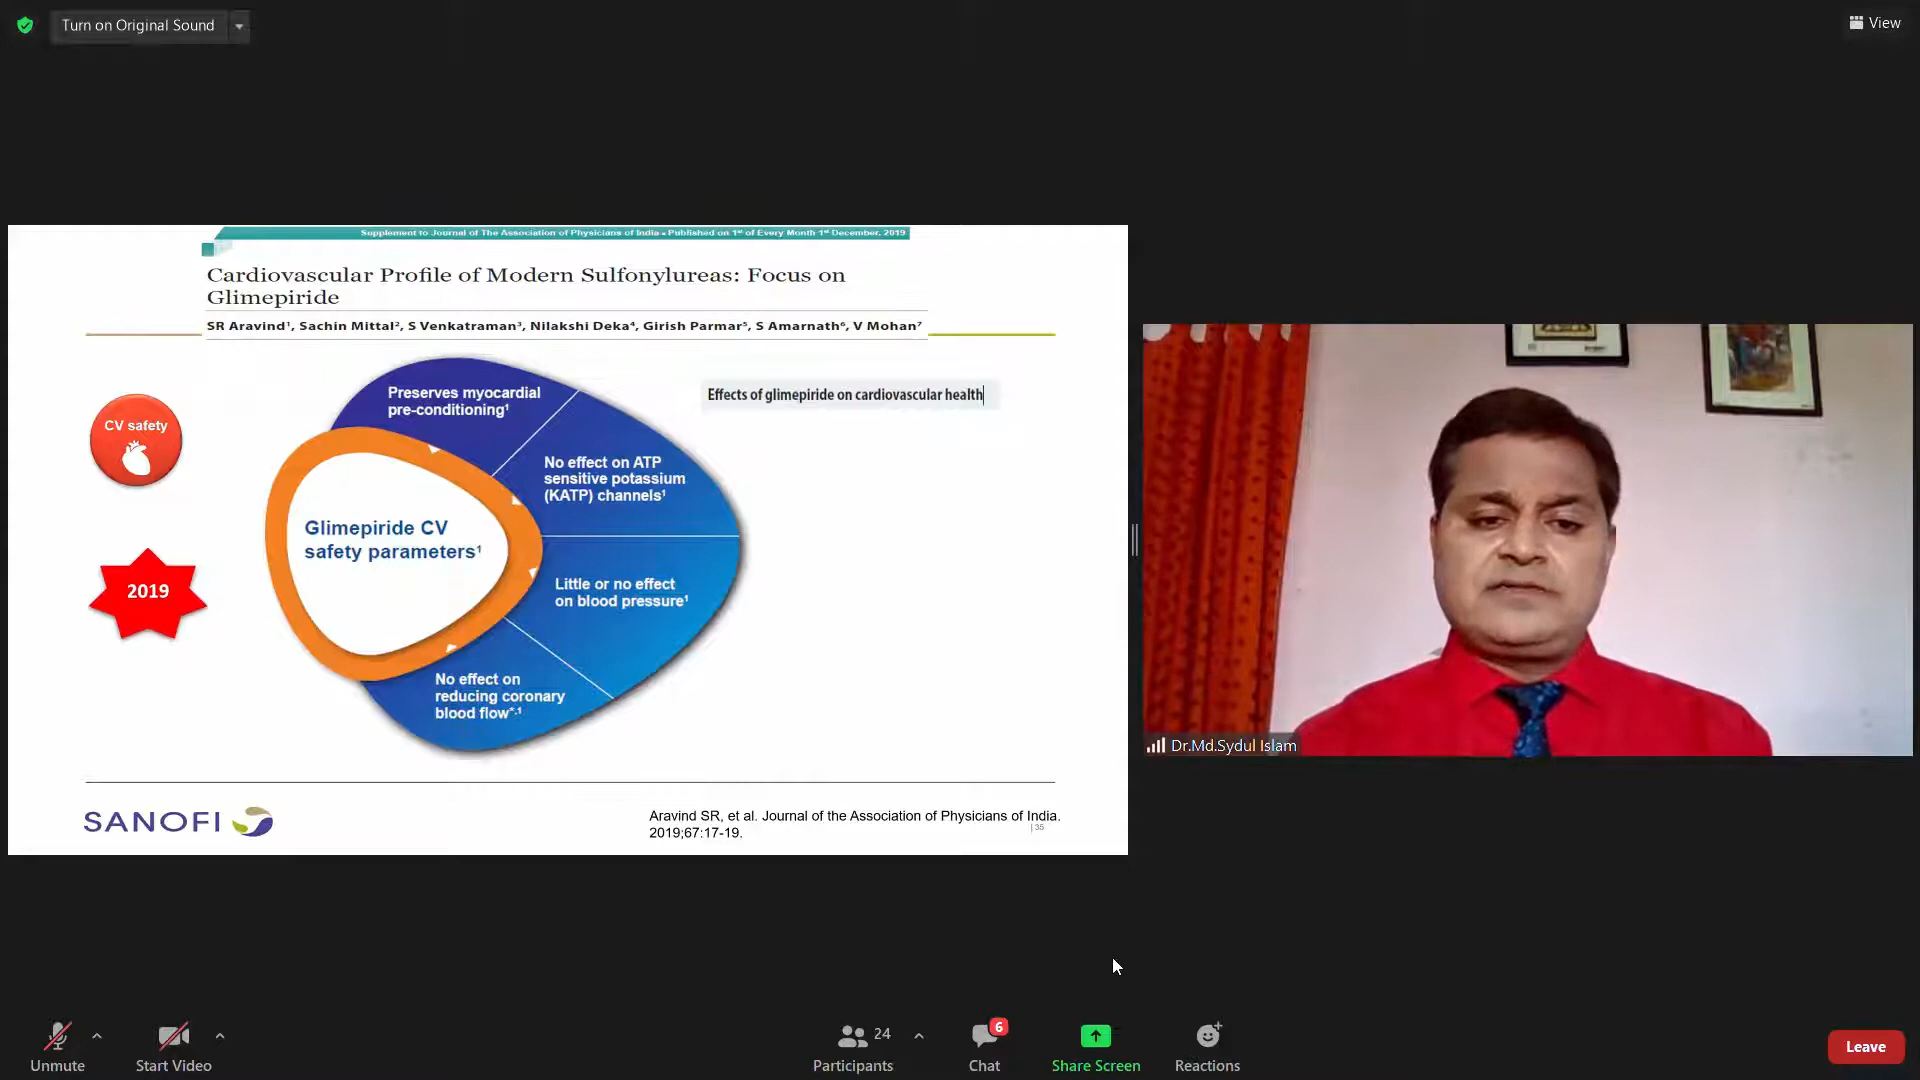 Turn on Original Sound
View
Supplement to Journal of The Association of Physicians of India ▪ Published on 1st of Every Month 1st December, 2019
Cardiovascular Profile of Modern Sulfonylureas: Focus on
Glimepiride
SR Aravind¹, Sachin Mittal², S Venkatraman³, Nilakshi Deka⁴, Girish Parmar⁵, S Amarnath⁶, V Mohan⁷
CV safety
2019
Glimepiride CV
safety parameters¹
Preserves myocardial
pre-conditioning¹
No effect on ATP
sensitive potassium
(KATP) channels¹
Little or no effect
on blood pressure¹
No effect on
reducing coronary
blood flow*,¹
Effects of glimepiride on cardiovascular health
SANOFI
Aravind SR, et al. Journal of the Association of Physicians of India.
2019;67:17-19.
| 35
Dr.Md.Sydul Islam
Unmute
Start Video
24
Participants
6
Chat
Share Screen
Reactions
Leave